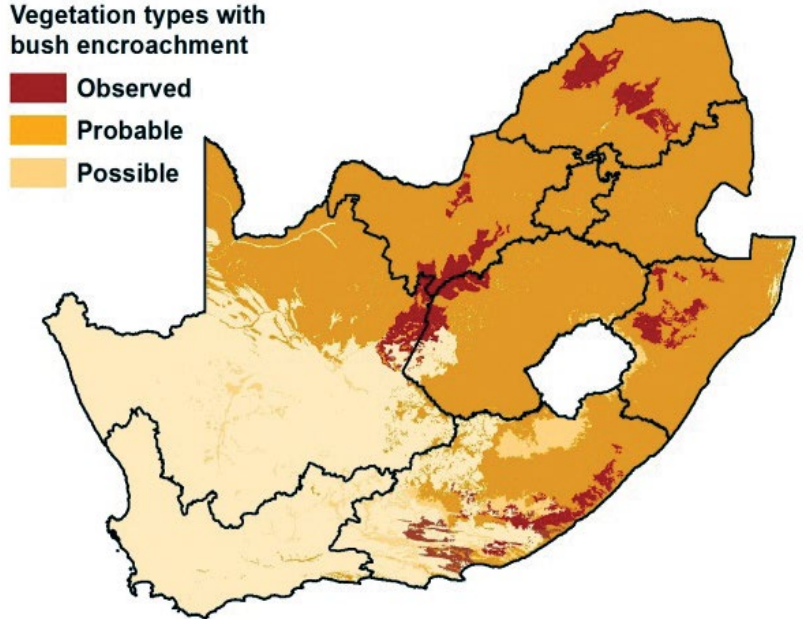 Vegetation types with
bush encroachment
Observed
Probable
Possible